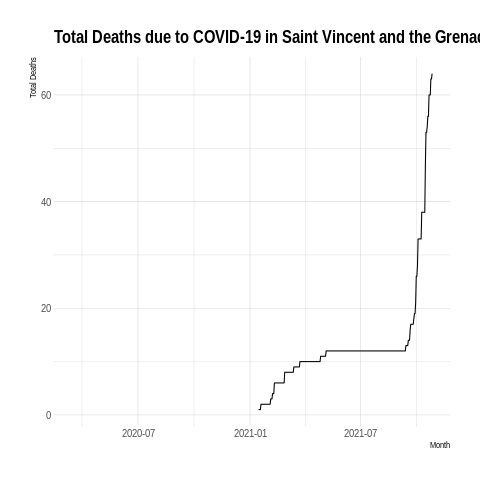 Total Deaths due to COVID-19 in Saint Vincent and the Grena
Total Deaths
60
40
20
0
2020-07
2021-01
2021-07
Month